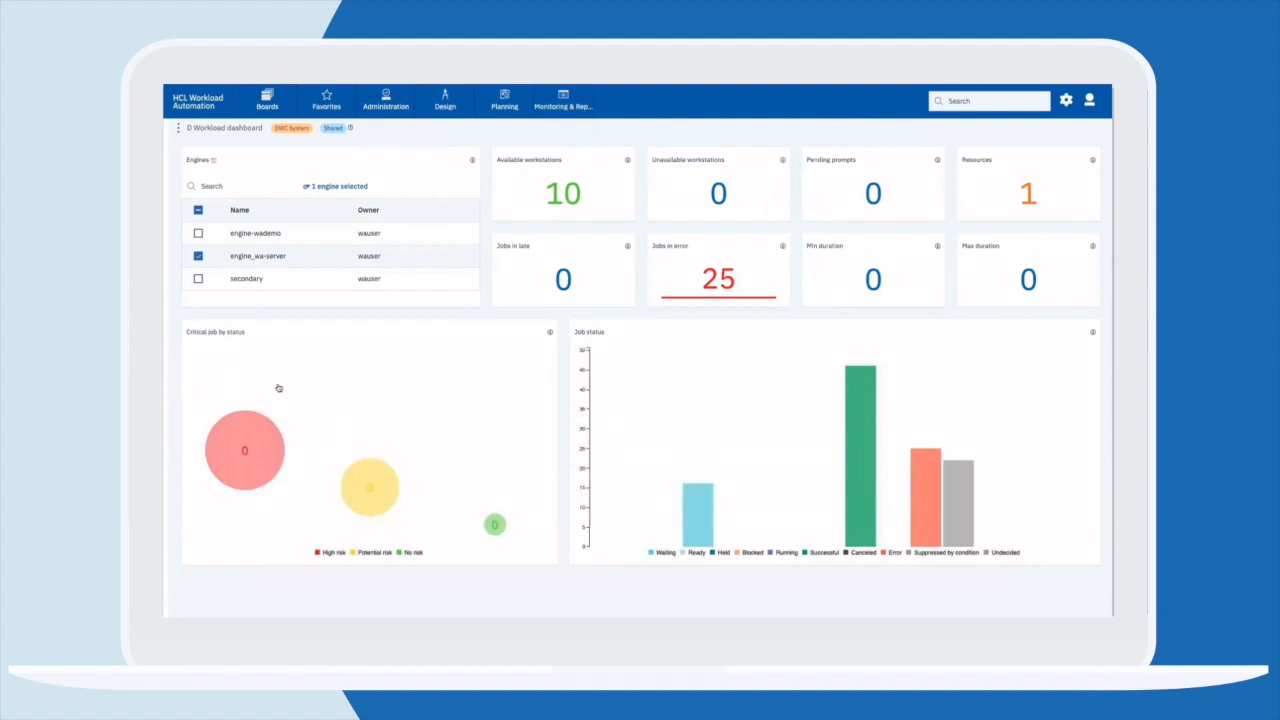 HCL Workload
Automation
Boards
Favorites
Administration
Design
Planning
Monitoring & Rep...
Search
D Workload dashboard
DWC System
Shared
Engines
Search
1 engine selected
Name Owner
engine-wademo wauser
engine_wa-server wauser
secondary wauser
Available workstations
10
Unavailable workstations
0
Pending prompts
0
Resources
1
Jobs in late
0
Jobs in error
25
Min duration
0
Max duration
0
Critical job by status
0
0
0
High risk Potential risk No risk
Job status
50
45
40
35
30
25
20
15
10
5
0
Waiting Ready Held Blocked Running Successful Canceled Error Suppressed by condition Undecided